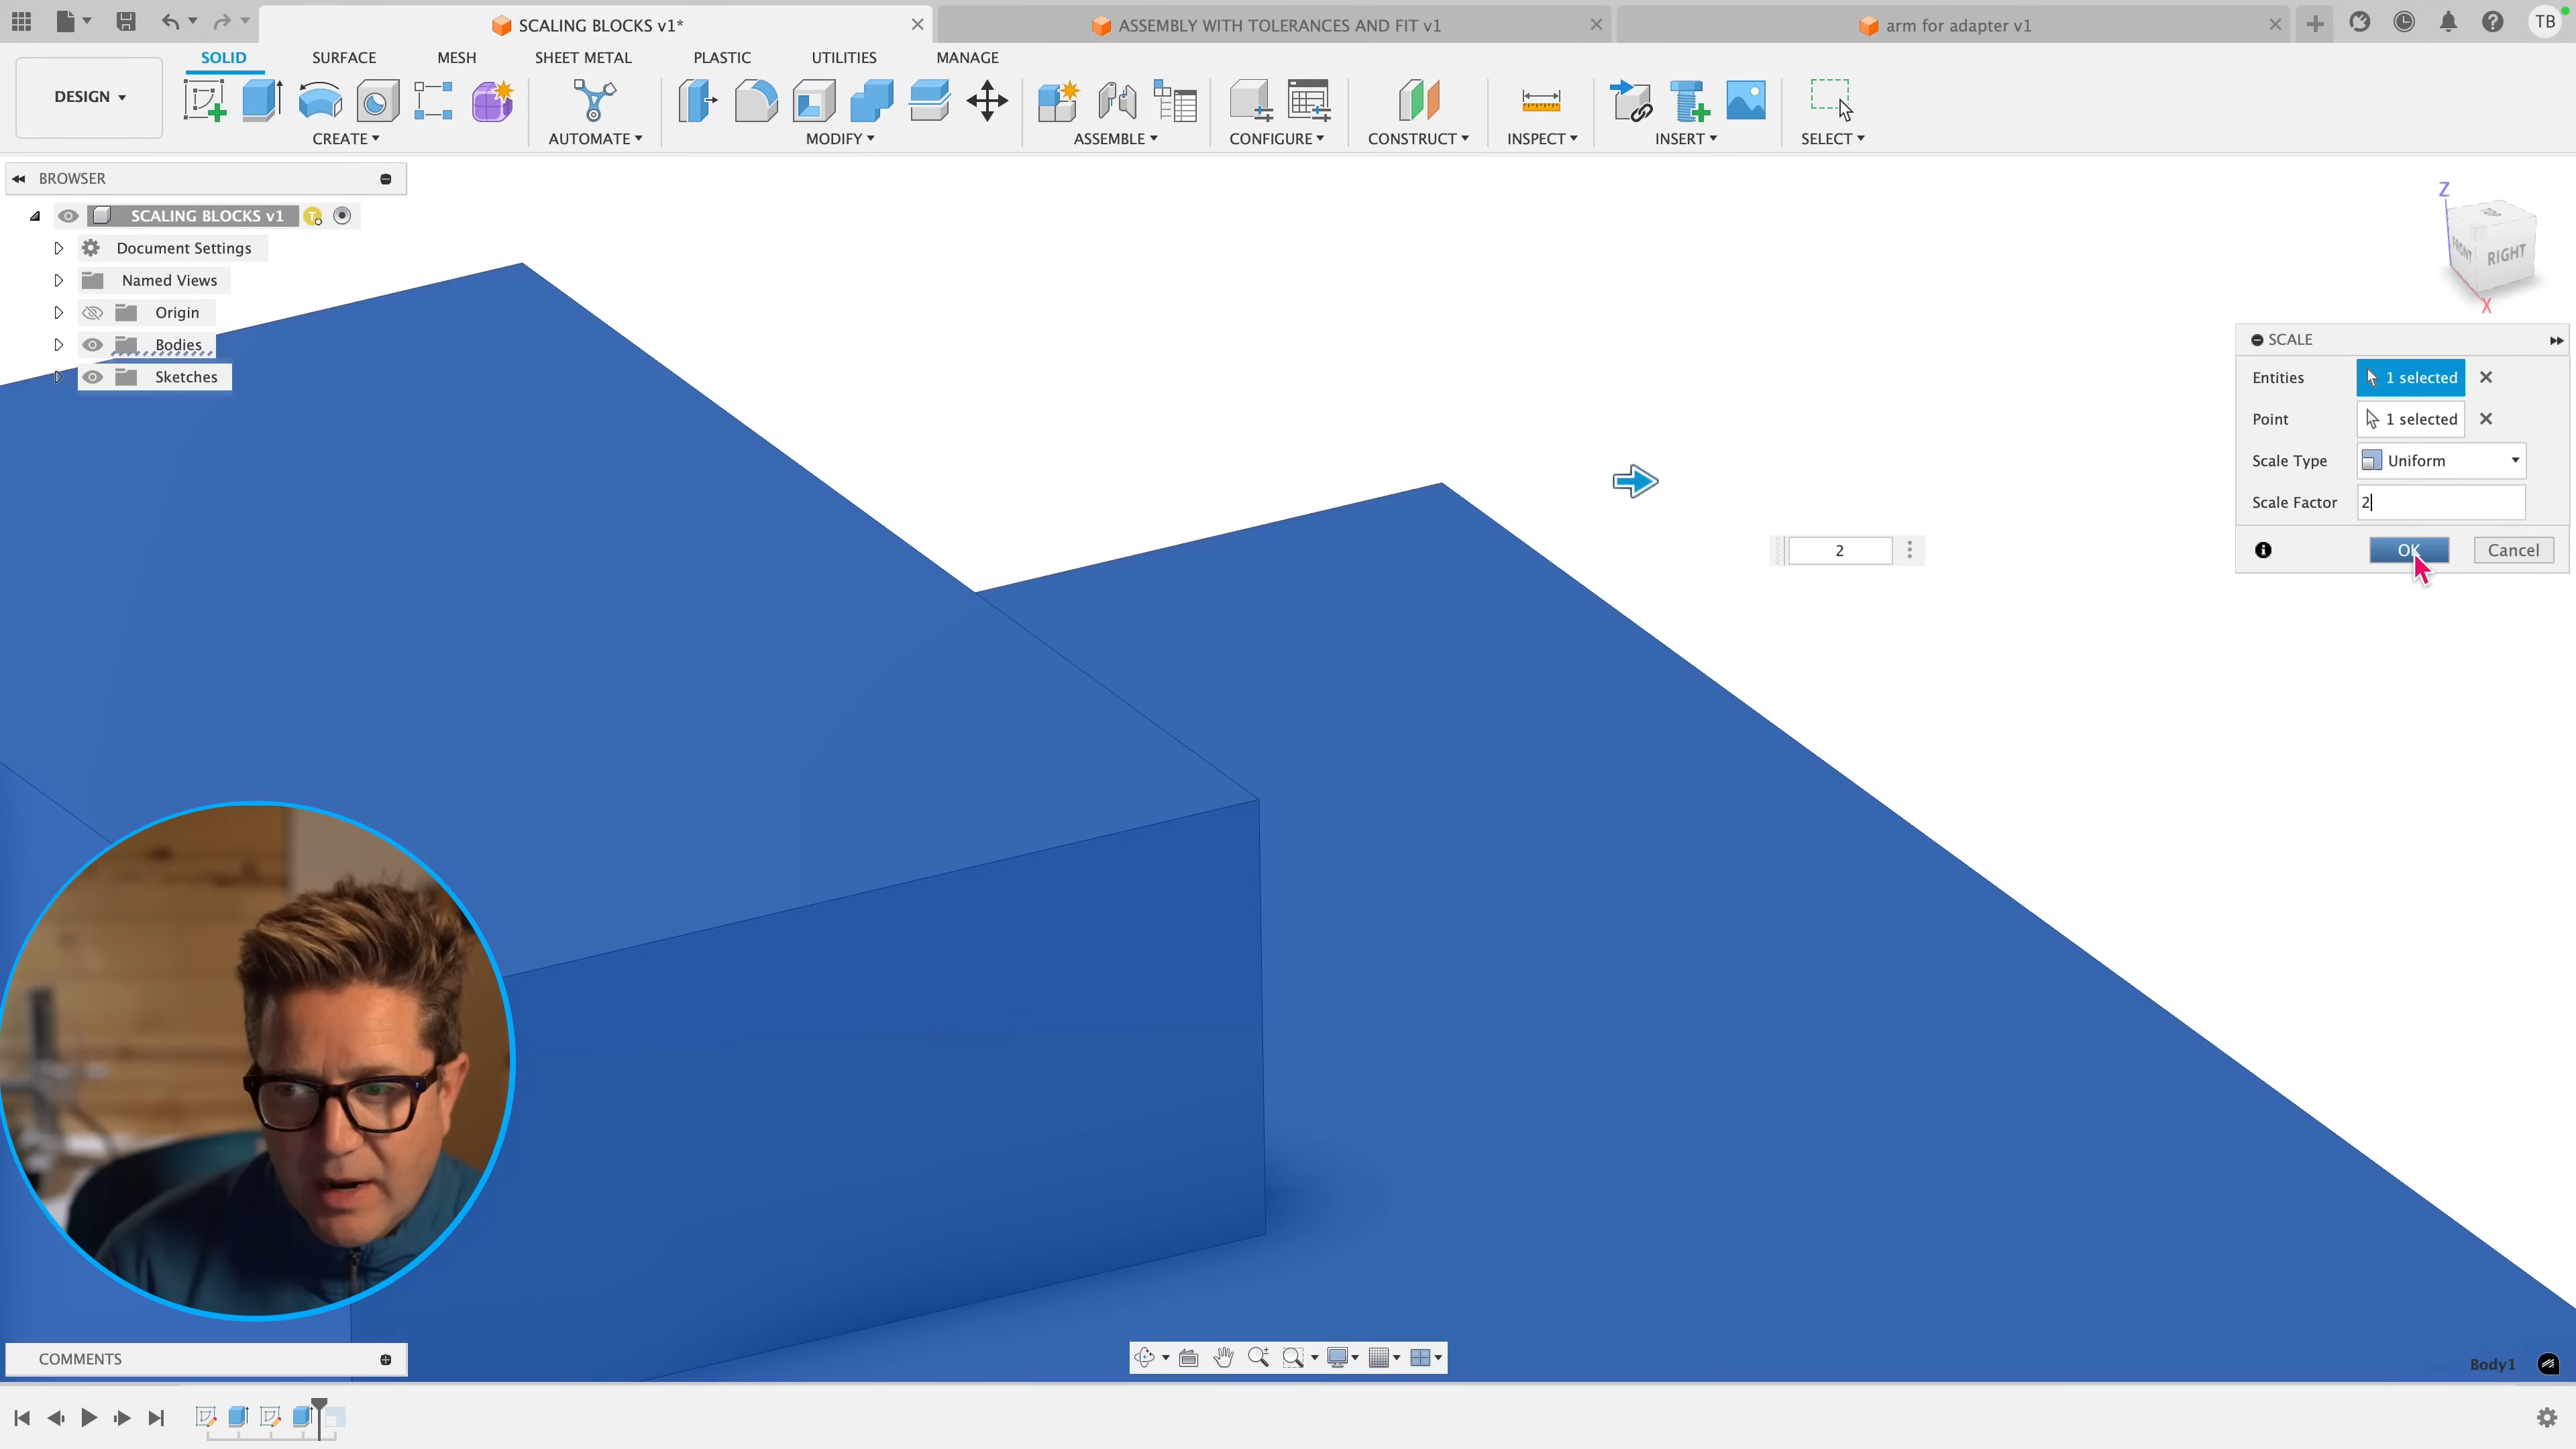 SCALING BLOCKS v1*
ASSEMBLY WITH TOLERANCES AND FIT v1
arm for adapter v1
TB
DESIGN
SOLID
SURFACE
MESH
SHEET METAL
PLASTIC
UTILITIES
MANAGE
CREATE
AUTOMATE
MODIFY
ASSEMBLE
CONFIGURE
CONSTRUCT
INSPECT
INSERT
SELECT
BROWSER
SCALING BLOCKS v1
Document Settings
Named Views
Origin
Bodies
Sketches
Z
FRONT
RIGHT
X
SCALE
Entities
1 selected
Point
1 selected
Scale Type
Uniform
Scale Factor
2
OK
Cancel
2
COMMENTS
Body1